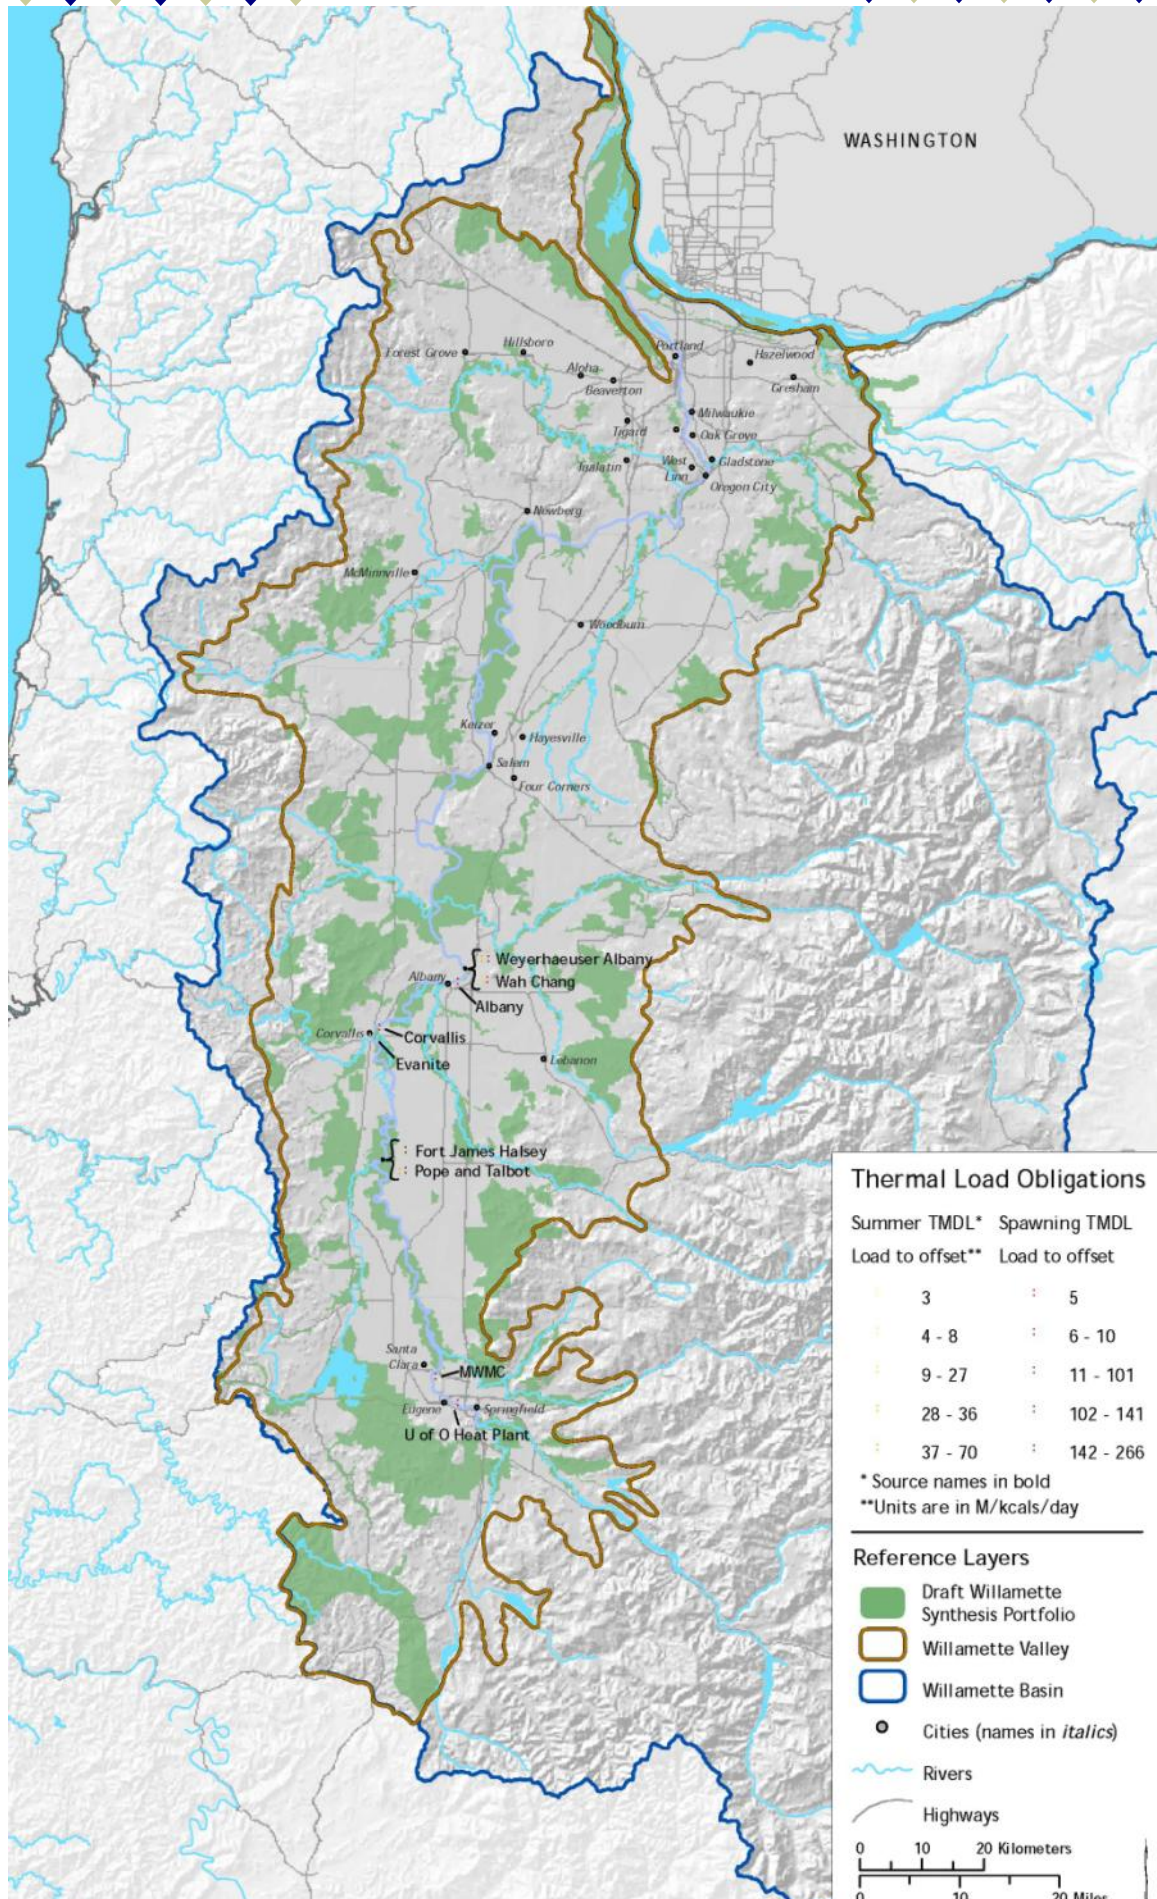 WASHINGTON
Forest Grove
Hillsboro
Aloha
Beaverton
Portland
Hazelwood
Gresham
Milwaukie
Tigard
Oak Grove
Tualatin
West
Linn
Gladstone
Oregon City
Newberg
McMinnville
Woodburn
Keizer
Hayesville
Salem
Four Corners
Weyerhaeuser Albany
Wah Chang
Albany
Albany
Corvallis
Corvallis
Evanite
Lebanon
Fort James Halsey
Pope and Talbot
Santa
Clara
MWMC
Eugene
Springfield
U of O Heat Plant
Thermal Load Obligations
Summer TMDL* Spawning TMDL
Load to offset** Load to offset
3 5
4 - 8 6 - 10
9 - 27 11 - 101
28 - 36 102 - 141
37 - 70 142 - 266
* Source names in bold
**Units are in M/kcals/day
Reference Layers
Draft Willamette
Synthesis Portfolio
Willamette Valley
Willamette Basin
Cities (names in italics)
Rivers
Highways
0 10 20 Kilometers
0 10 20 Miles